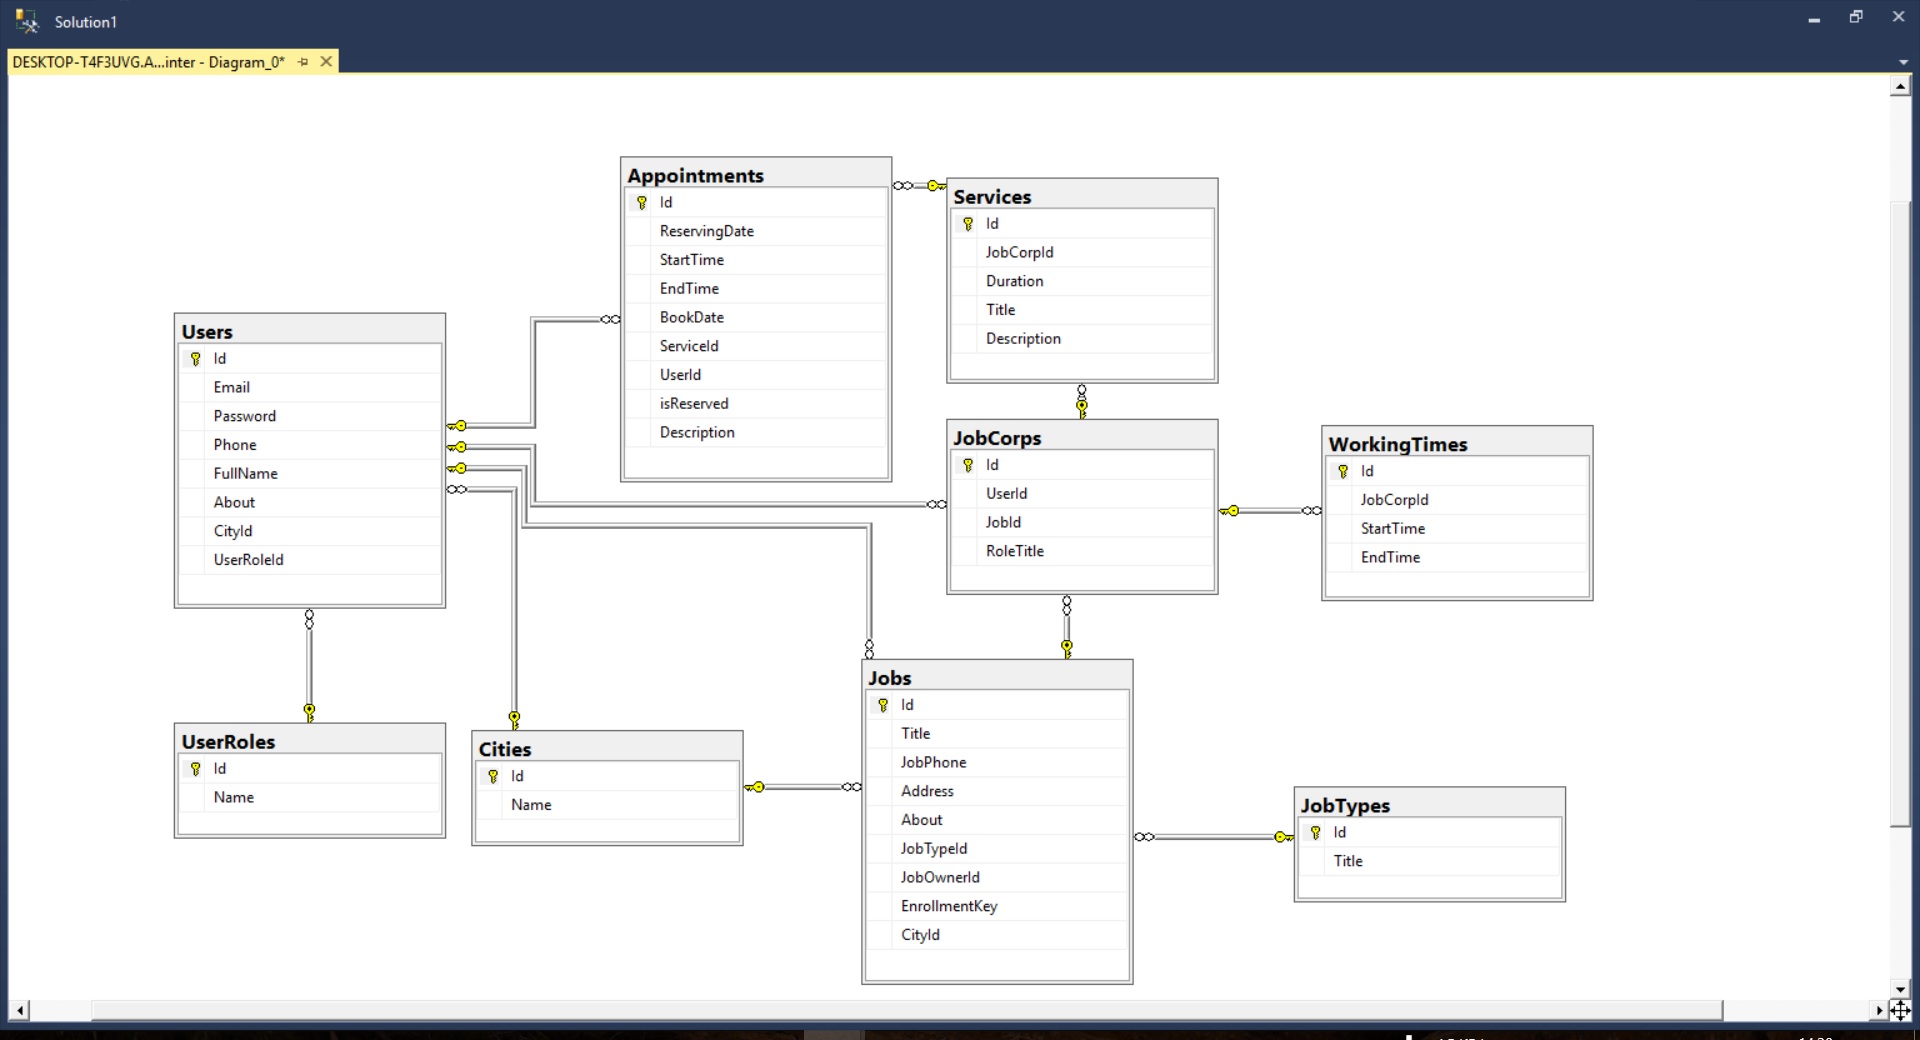 Solution1
DESKTOP-T4F3UVG.A...inter - Diagram_0*
Appointments
Id
ReservingDate
StartTime
EndTime
BookDate
ServiceId
UserId
isReserved
Description
Services
Id
JobCorpId
Duration
Title
Description
Users
Id
Email
Password
Phone
FullName
About
CityId
UserRoleId
JobCorps
Id
UserId
JobId
RoleTitle
WorkingTimes
Id
JobCorpId
StartTime
EndTime
Jobs
Id
Title
JobPhone
Address
About
JobTypeId
JobOwnerId
EnrollmentKey
CityId
UserRoles
Id
Name
Cities
Id
Name
JobTypes
Id
Title